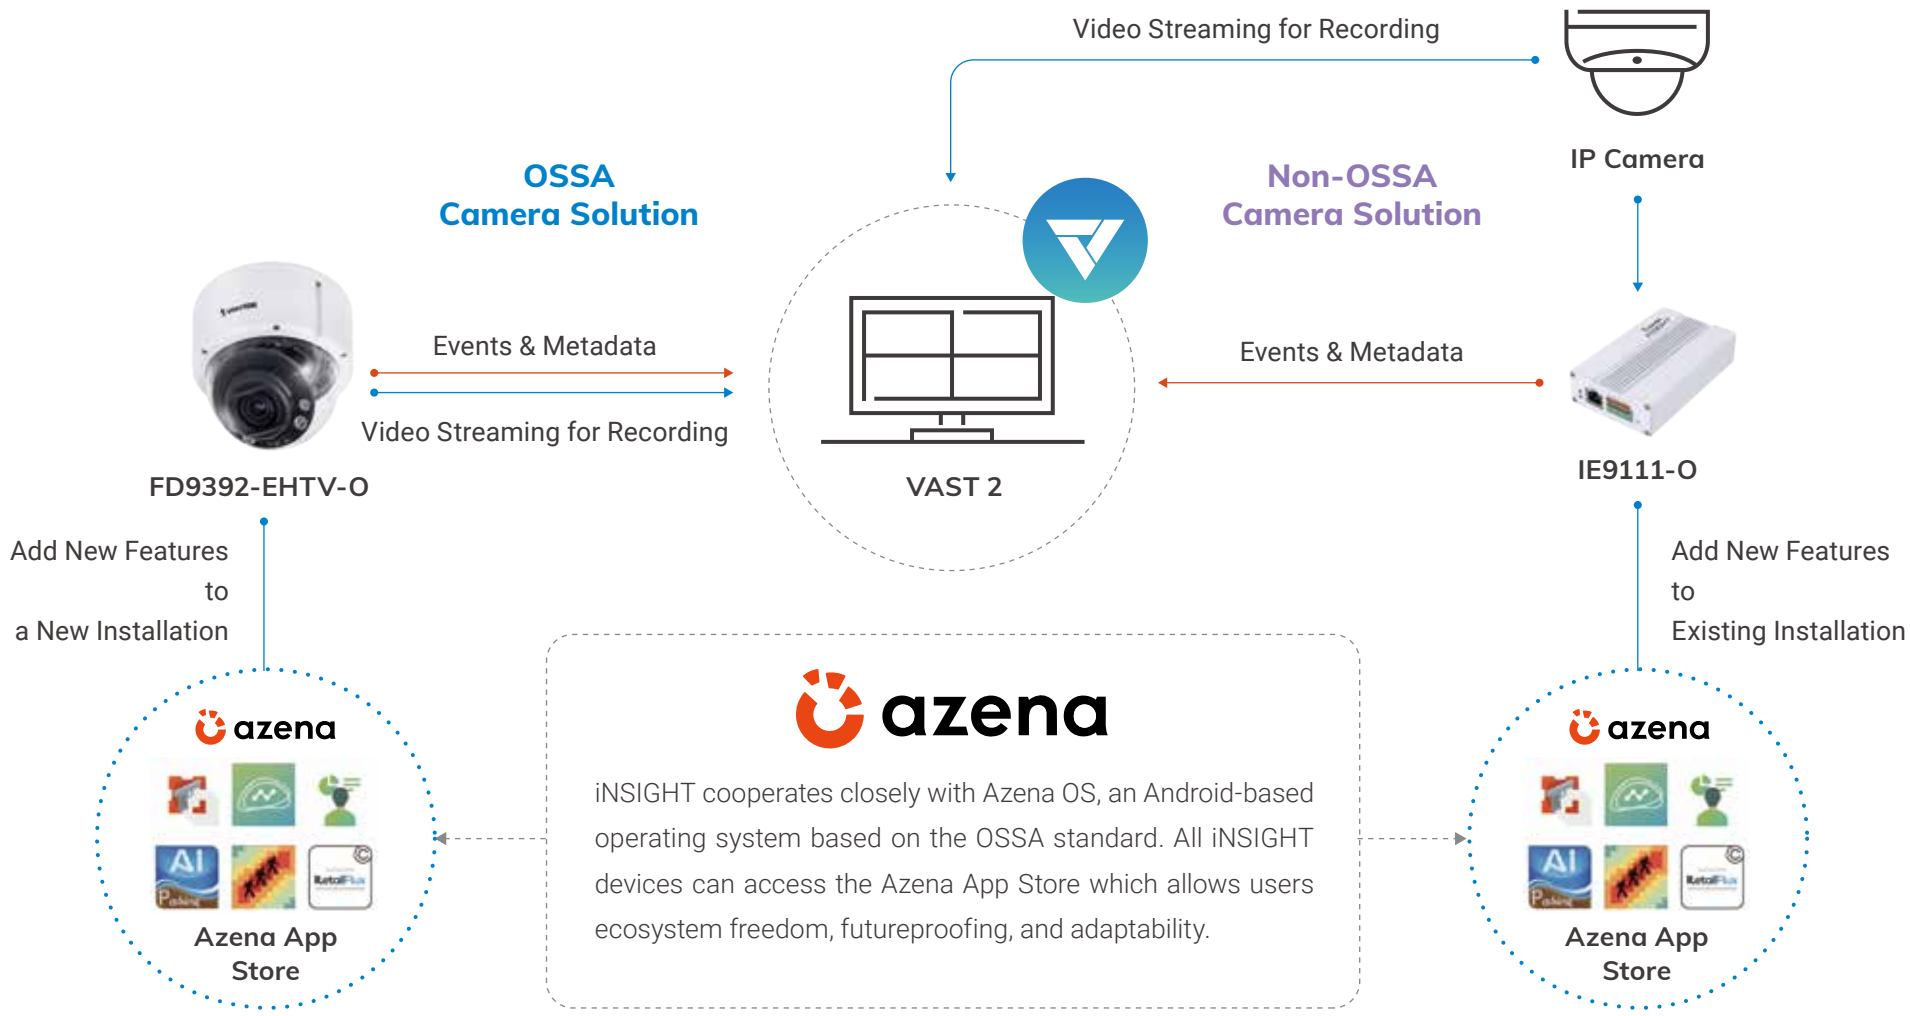 Video Streaming for Recording
IP Camera
OSSA
Camera Solution
Non-OSSA
Camera Solution
Events & Metadata
Video Streaming for Recording
FD9392-EHTV-O
VAST 2
Events & Metadata
IE9111-O
Add New Features
to
a New Installation
Add New Features
to
Existing Installation
azena
AI
Parking
RetailFlux
Azena App
Store
azena
iNSIGHT cooperates closely with Azena OS, an Android-based
operating system based on the OSSA standard. All iNSIGHT
devices can access the Azena App Store which allows users
ecosystem freedom, futureproofing, and adaptability.
azena
AI
Parking
RetailFlux
Azena App
Store